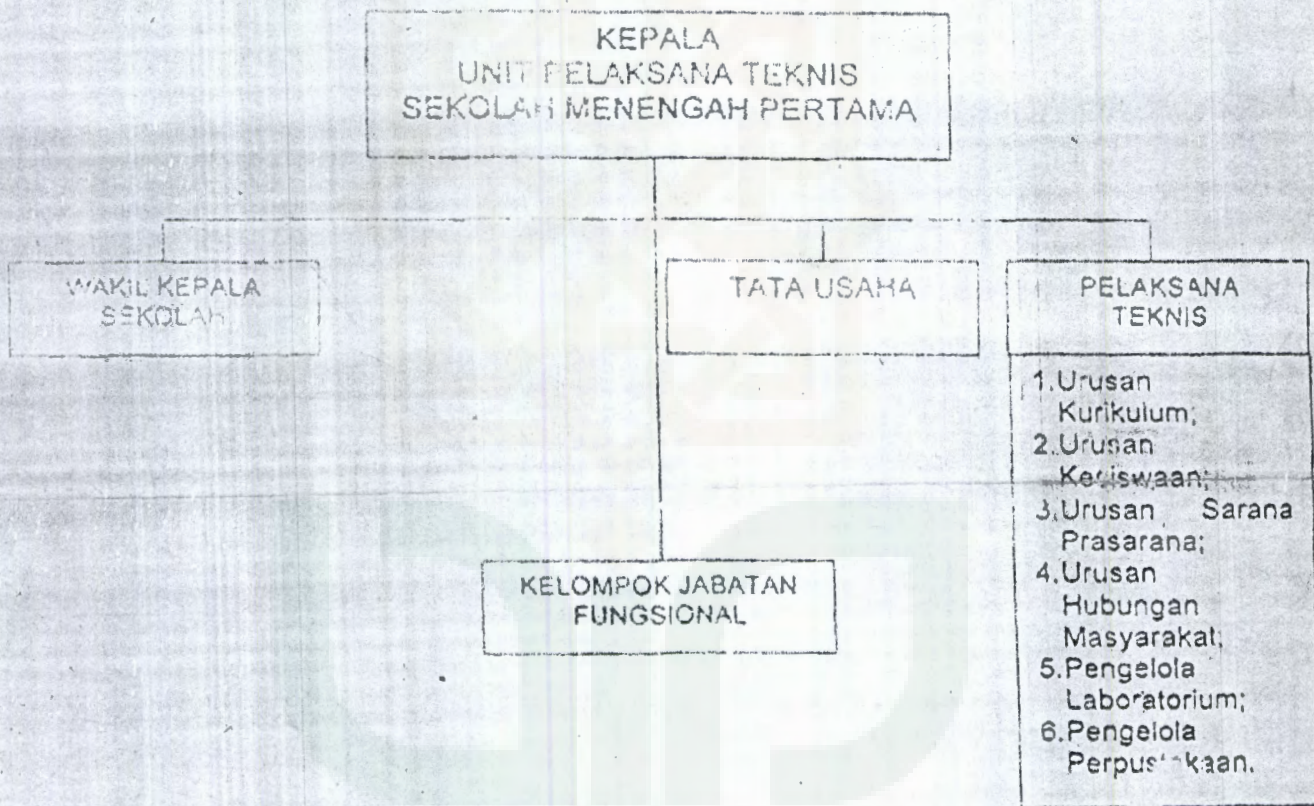 KEPALA
UNIT PELAKSANA TEKNIS
SEKOLAH MENENGAH PERTAMA
WAKIL KEPALA
SEKOLAH
TATA USAHA
PELAKSANA
TEKNIS
1.Urusan
Kurikulum;
2.Urusan
Kesiswaan;
3.Urusan Sarana
Prasarana;
4.Urusan
Hubungan
Masyarakat;
5.Pengelola
Laboratorium;
6.Pengelola
Perpustakaan.
KELOMPOK JABATAN
FUNGSIONAL